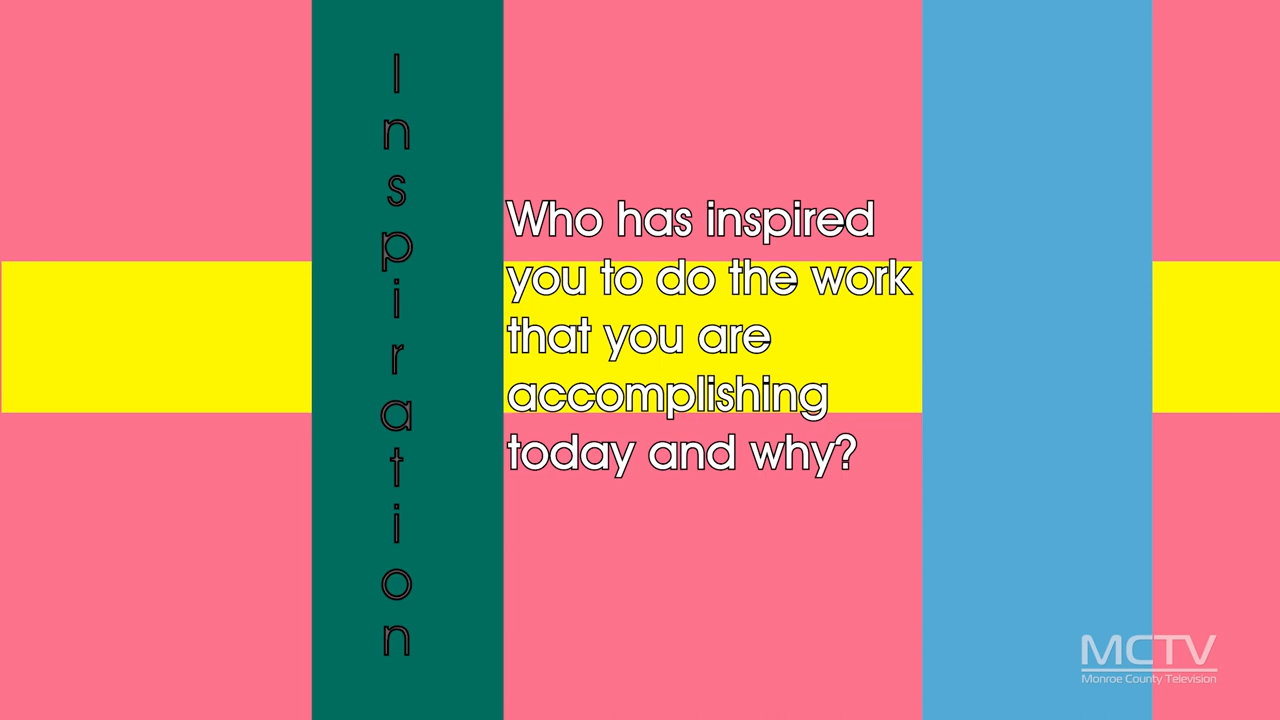 Inspiration
Who has inspired
you to do the work
that you are
accomplishing
today and why?
MCTV
Monroe County Television